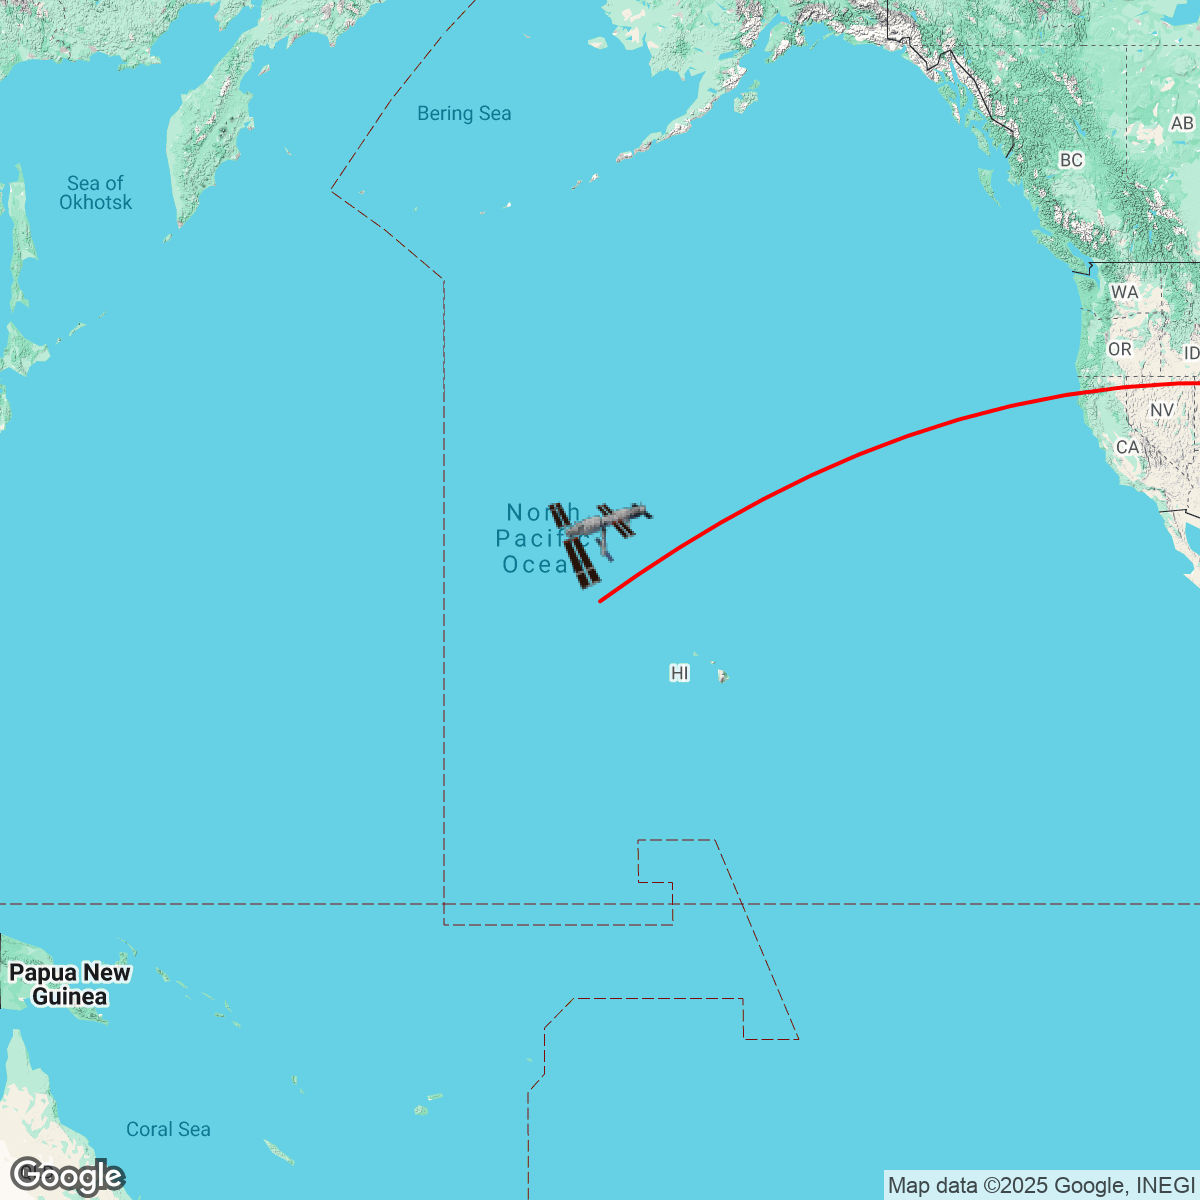 Bering Sea
AB
BC
Sea of
Okhotsk
WA
OR
ID
NV
CA
North
Pacific
Ocean
HI
Papua New
Guinea
Coral Sea
Google
Map data ©2025 Google, INEGI